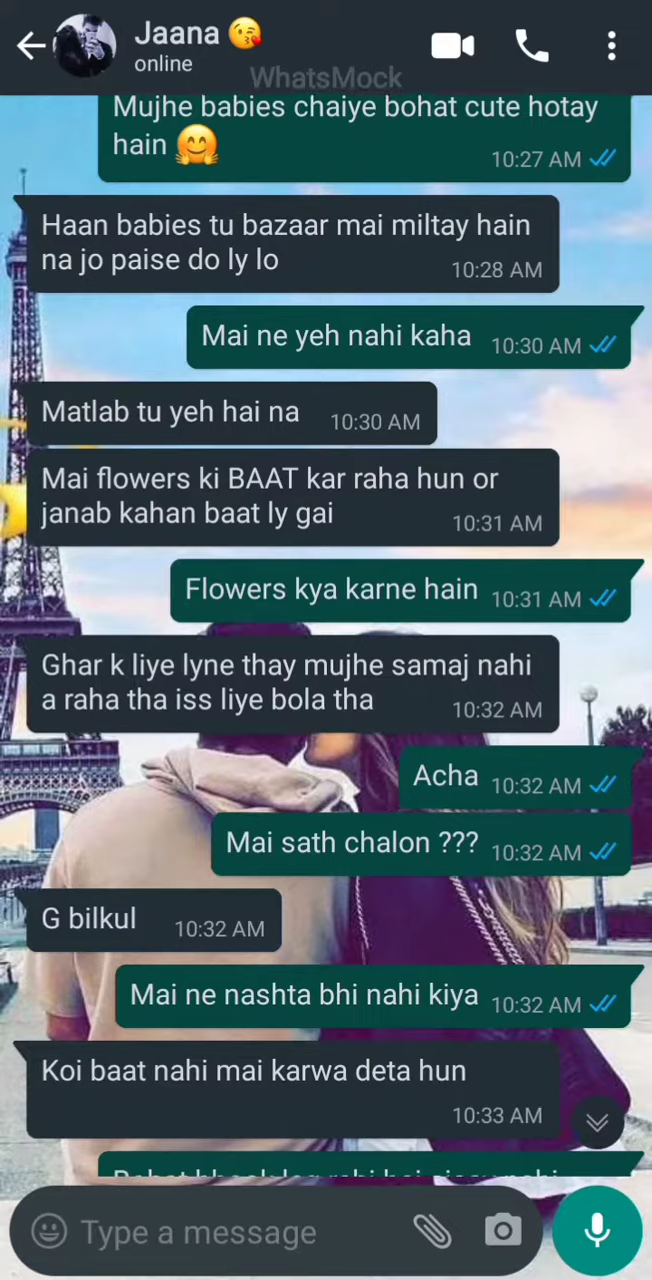 Jaana 😘
online
WhatsMock
Mujhe babies chaiye bohat cute hotay
hain 🤗
10:27 AM
Haan babies tu bazaar mai miltay hain
na jo paise do ly lo
10:28 AM
Mai ne yeh nahi kaha 10:30 AM
Matlab tu yeh hai na 10:30 AM
Mai flowers ki BAAT kar raha hun or
janab kahan baat ly gai
10:31 AM
Flowers kya karne hain 10:31 AM
Ghar k liye lyne thay mujhe samaj nahi
a raha tha iss liye bola tha
10:32 AM
Acha 10:32 AM
Mai sath chalon ??? 10:32 AM
G bilkul 10:32 AM
Mai ne nashta bhi nahi kiya 10:32 AM
Koi baat nahi mai karwa deta hun
10:33 AM
Type a message